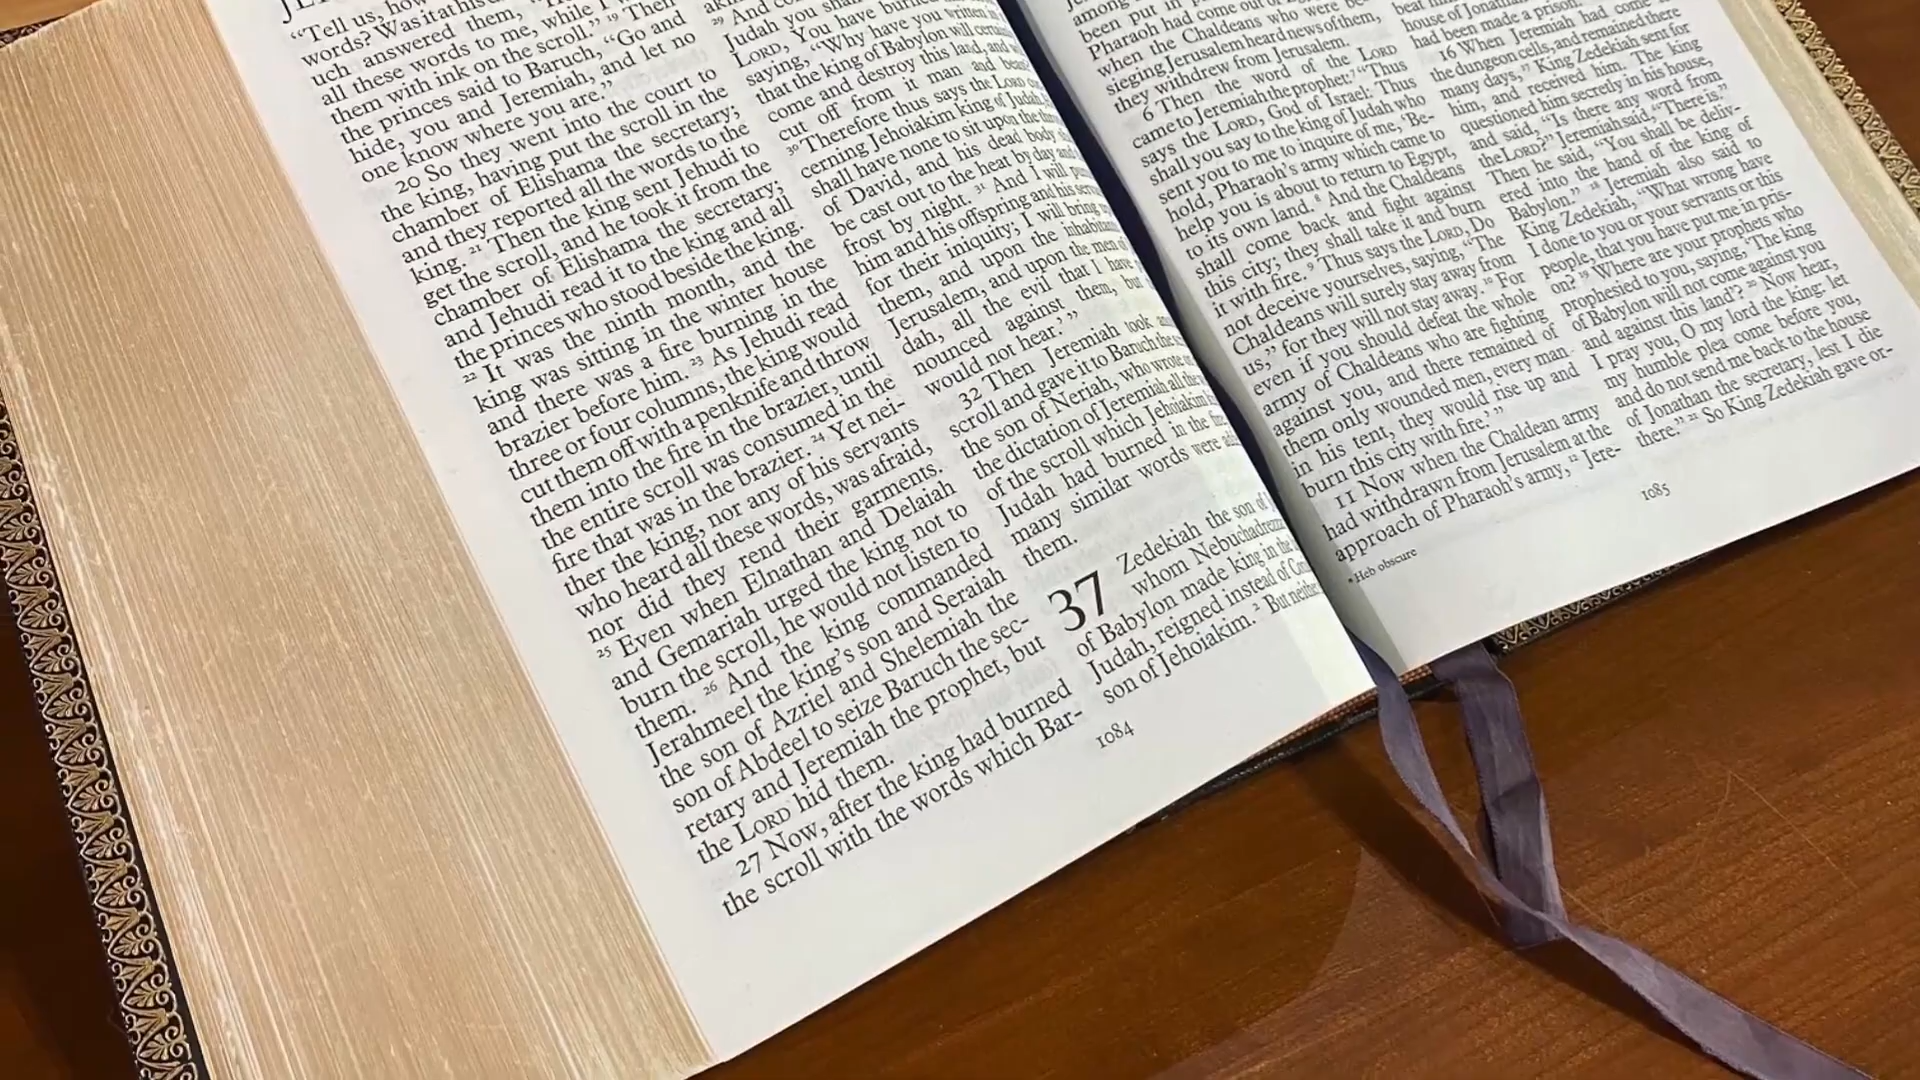 "Tell us, how
words? Was it at his
uch answered them,
all these words to me, while I
them with ink on the scroll." 19 Then
the princes said to Baruch, "Go and
hide, you and Jeremiah, and let no
one know where you are."
20 So they went into the court to
the king, having put the scroll in the
chamber of Elishama the secretary;
and they reported all the words to the
king. 21 Then the king sent Jehudi to
get the scroll, and he took it from the
chamber of Elishama the secretary;
and Jehudi read it to the king and all
the princes who stood beside the king.
22 It was the ninth month, and the
king was sitting in the winter house
and there was a fire burning in the
brazier before him. 23 As Jehudi read
three or four columns, the king would
cut them off with a penknife and throw
them into the fire in the brazier, until
the entire scroll was consumed in the
fire that was in the brazier. 24 Yet nei-
ther the king, nor any of his servants
who heard all these words, was afraid,
nor did they rend their garments.
25 Even when Elnathan and Delaiah
and Gemariah urged the king not to
burn the scroll, he would not listen to
them. 26 And the king commanded
Jerahmeel the king's son and Seraiah
the son of Azriel and Shelemiah the
son of Abdeel to seize Baruch the sec-
retary and Jeremiah the prophet, but
the LORD hid them.
27 Now, after the king had burned
the scroll with the words which Bar-
29 And
Judah you shall
LORD, You have burned
saying, "Why have you written in
that the king of Babylon will certainly
come and destroy this land, and
cut off from it man and beast
30 Therefore thus says the LORD
cerning Jehoiakim king of Judah,
shall have none to sit upon the
of David, and his dead body
be cast out to the heat by day and
frost by night. 31 And I will
him and his offspring and his
for their iniquity; I will bring
them, and upon the
Jerusalem, and upon the men of
dah, all the evil that I have
nounced against them, but
would not hear.'"
32 Then Jeremiah took
scroll and gave it to Baruch the
the son of Neriah, who wrote
the dictation of Jeremiah all the
of the scroll which Jehoiakim
Judah had burned in the
many similar words were
them.
37 Zedekiah the son of
whom Nebuchadrez
of Babylon made king in the
Judah, reigned instead of
son of Jehoiakim. 2 But neither
1084
among
been put in
Pharaoh had come out of
when the Chaldeans who were be-
sieging Jerusalem heard news of them,
they withdrew from Jerusalem.
6 Then the word of the LORD
came to Jeremiah the prophet: 7 "Thus
says the LORD, God of Israel: Thus
shall you say to the king of Judah who
sent you to me to inquire of me, 'Be-
hold, Pharaoh's army which came to
help you is about to return to Egypt,
to its own land. 8 And the Chaldeans
shall come back and fight against
this city; they shall take it and burn
it with fire. 9 Thus says the LORD, Do
not deceive yourselves, saying, "The
Chaldeans will surely stay away from
us," for they will not stay away. 10 For
even if you should defeat the whole
army of Chaldeans who are fighting
against you, and there remained of
them only wounded men, every man
in his tent, they would rise up and
burn this city with fire.'"
11 Now when the Chaldean army
had withdrawn from Jerusalem at the
approach of Pharaoh's army, 12 Jere-
house of Jonathan
had been made a prison.
16 When Jeremiah had come to
the dungeon cells, and remained there
many days, 17 King Zedekiah sent for
him, and received him. The king
questioned him secretly in his house,
and said, "Is there any word from
the LORD?" Jeremiah said, "There is."
Then he said, "You shall be deliv-
ered into the hand of the king of
Babylon." 18 Jeremiah also said to
King Zedekiah, "What wrong have
I done to you or your servants or this
people, that you have put me in pris-
on? 19 Where are your prophets who
prophesied to you, saying, 'The king
of Babylon will not come against you
and against this land'? 20 Now hear,
I pray you, O my lord the king: let
my humble plea come before you,
and do not send me back to the house
of Jonathan the secretary, lest I die
there." 21 So King Zedekiah gave or-
Heb obscure
1085